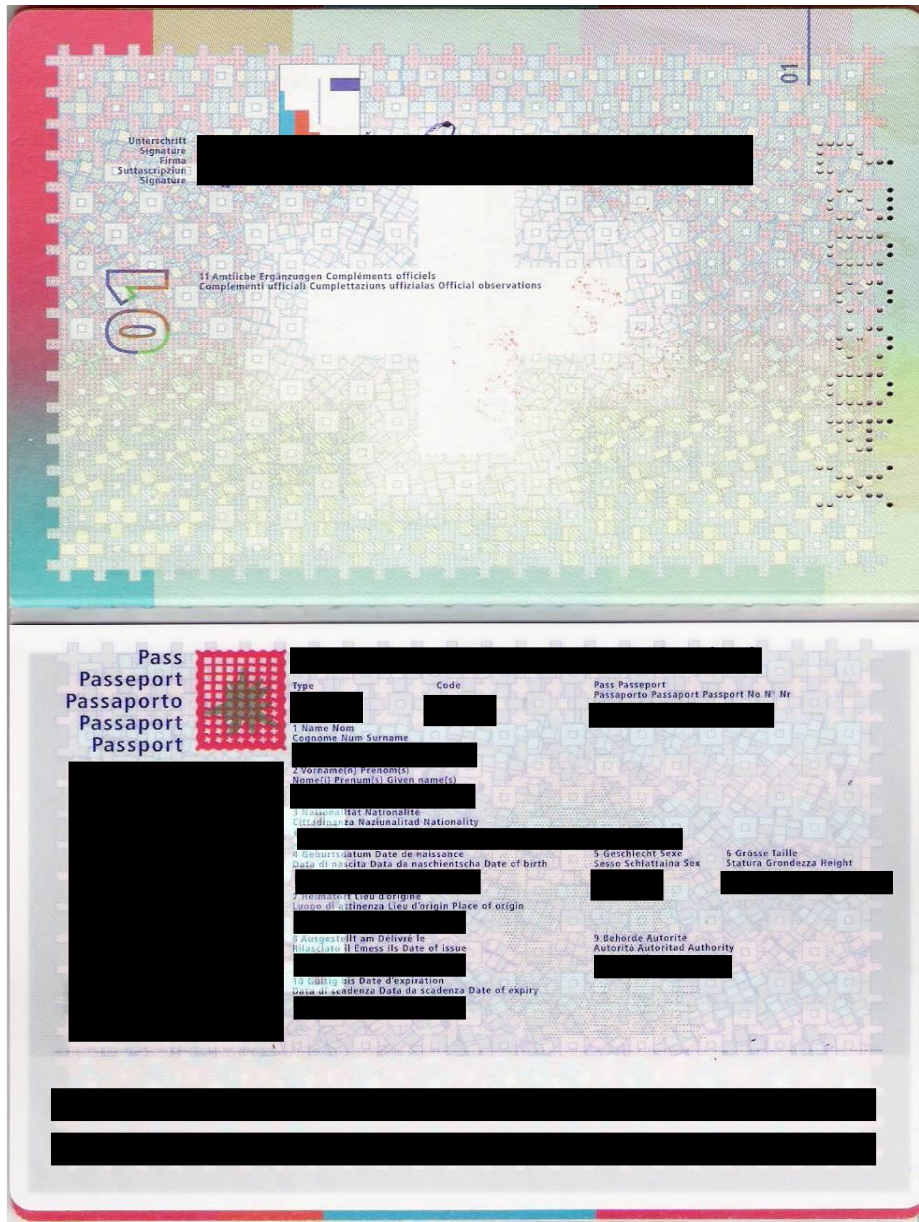 01
Unterschrift
Signature
Firma
Suttascripziun
Signature
01
11 Amtliche Ergänzungen Compléments officiels
Complementi ufficiali Cumplettaziuns uffizialas Official observations
Pass
Passeport
Passaporto
Passaport
Passport
Type Code Pass Passeport
Passaporto Passaport Passport No N° Nr
1 Name Nom
Cognome Num Surname
2 Vorname(n) Prénom(s)
Nome(i) Prenum(s) Given name(s)
3 Nationalität Nationalité
Cittadinanza Naziunalitad Nationality
4 Geburtsdatum Date de naissance 5 Geschlecht Sexe 6 Grösse Taille
Data di nascita Data da naschientscha Date of birth Sesso Schlattaina Sex Statura Grondezza Height
7 Heimatort Lieu d'origine
Luogo di attinenza Lieu d'origin Place of origin
8 Ausgestellt am Délivré le 9 Behörde Autorité
Rilasciato il Emess ils Date of issue Autorità Autoritad Authority
10 Gültig bis Date d'expiration
Data di scadenza Data da scadenza Date of expiry